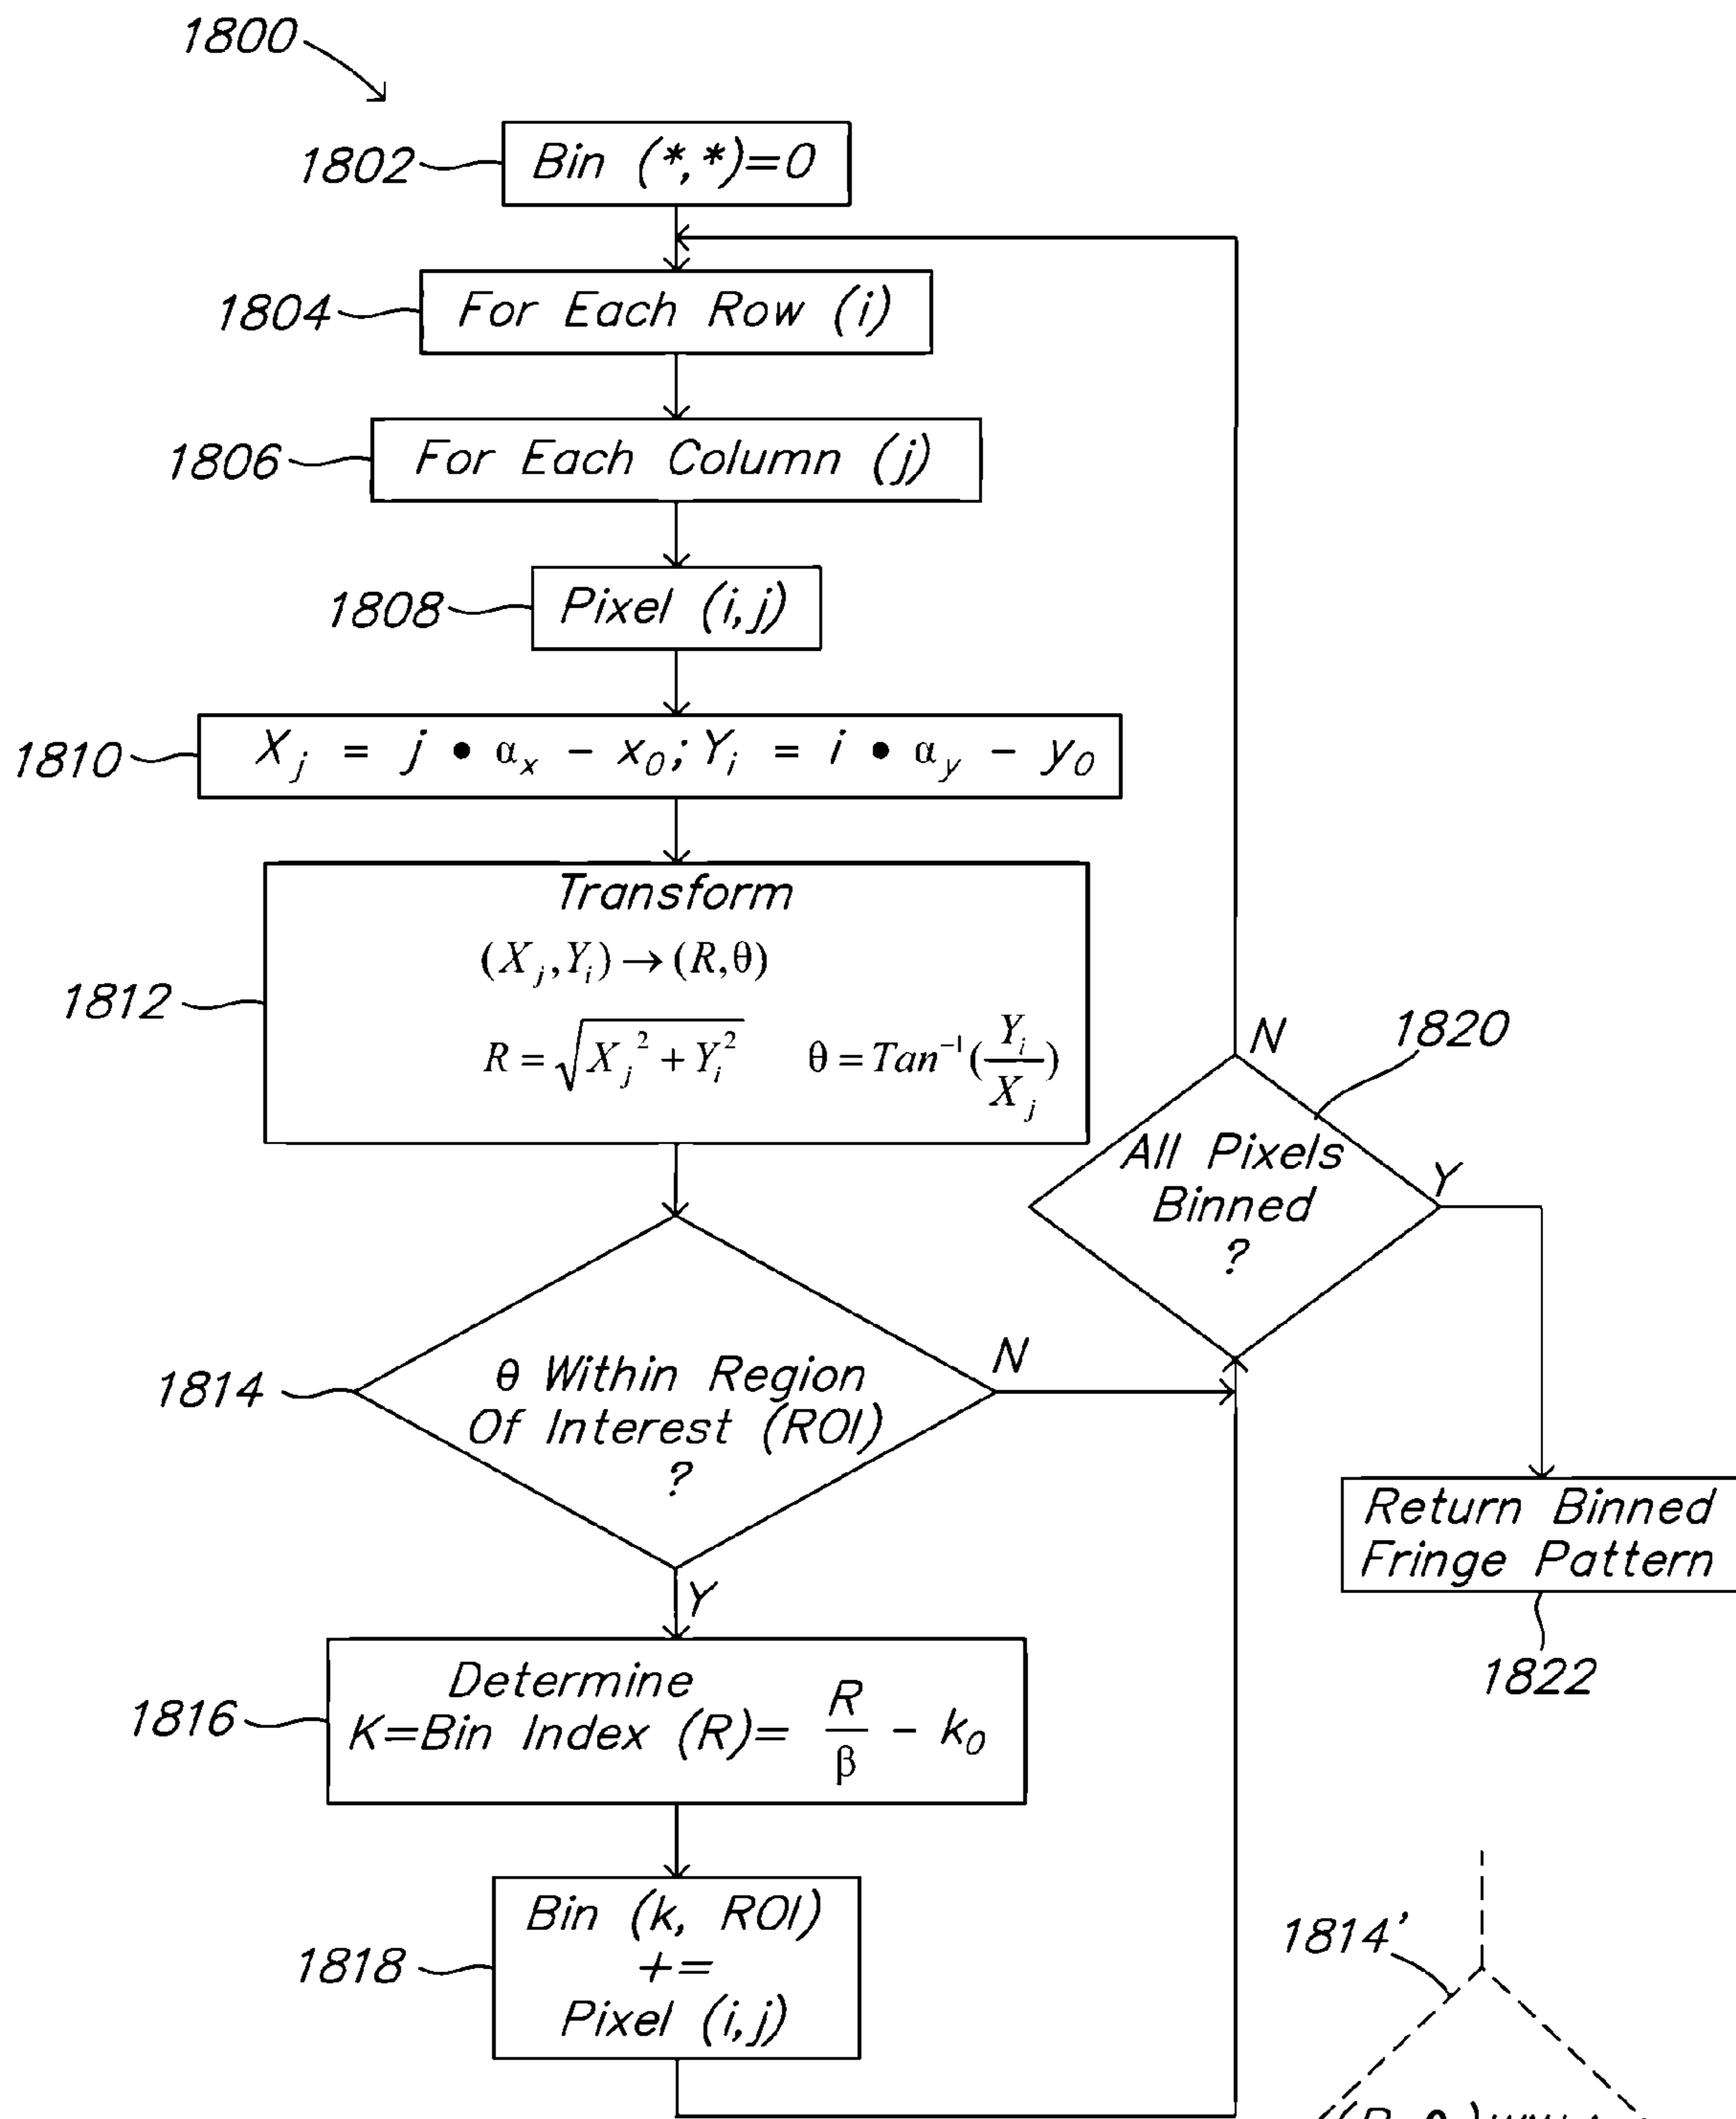 1800
1802
Bin (*,*)=0
1804
For Each Row (i)
1806
For Each Column (j)
1808
Pixel (i,j)
1810
X_j = j • α_x − x_0; Y_i = i • α_y − y_0
1812
Transform
(X_j, Y_i) → (R, θ)
R = √(X_j² + Y_i²)   θ = Tan⁻¹(Y_i / X_j)
1814
θ Within Region
Of Interest (ROI)
?
N
Y
1820
All Pixels
Binned
?
N
Y
Return Binned
Fringe Pattern
1822
1816
Determine
K=Bin Index (R)= R/β − k_0
1818
Bin (k, ROI)
+=
Pixel (i,j)
1814'